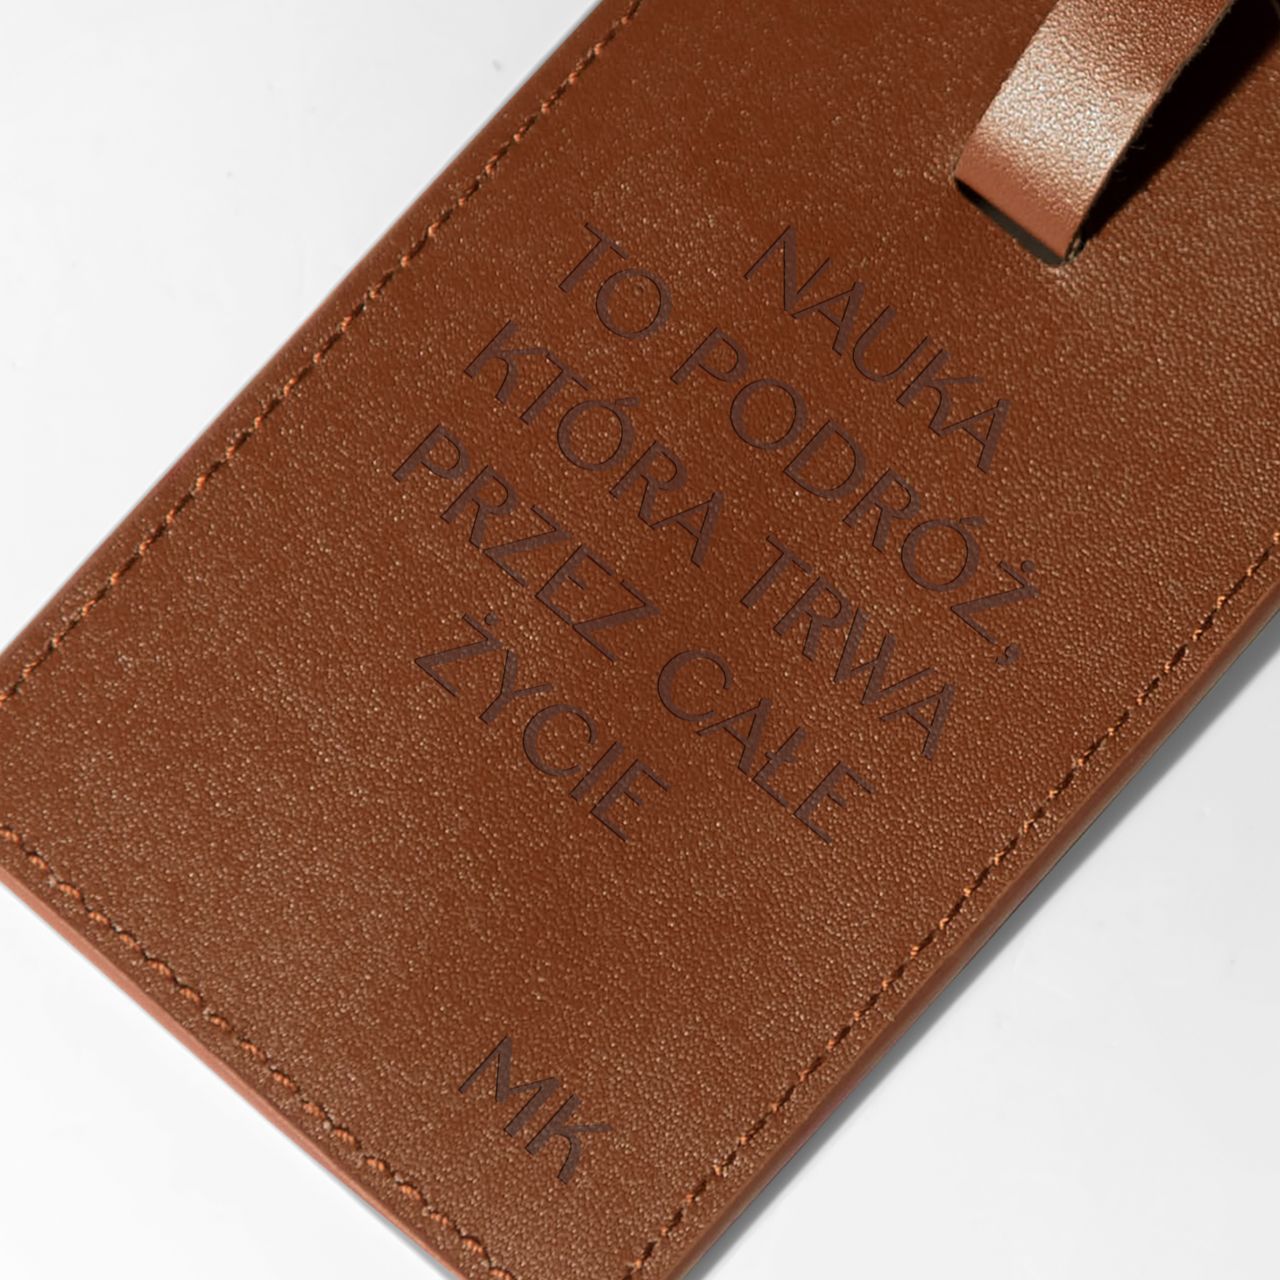 NAUKA
TO PODRÓŻ,
KTÓRA TRWA
PRZEZ CAŁE
ŻYCIE
MK